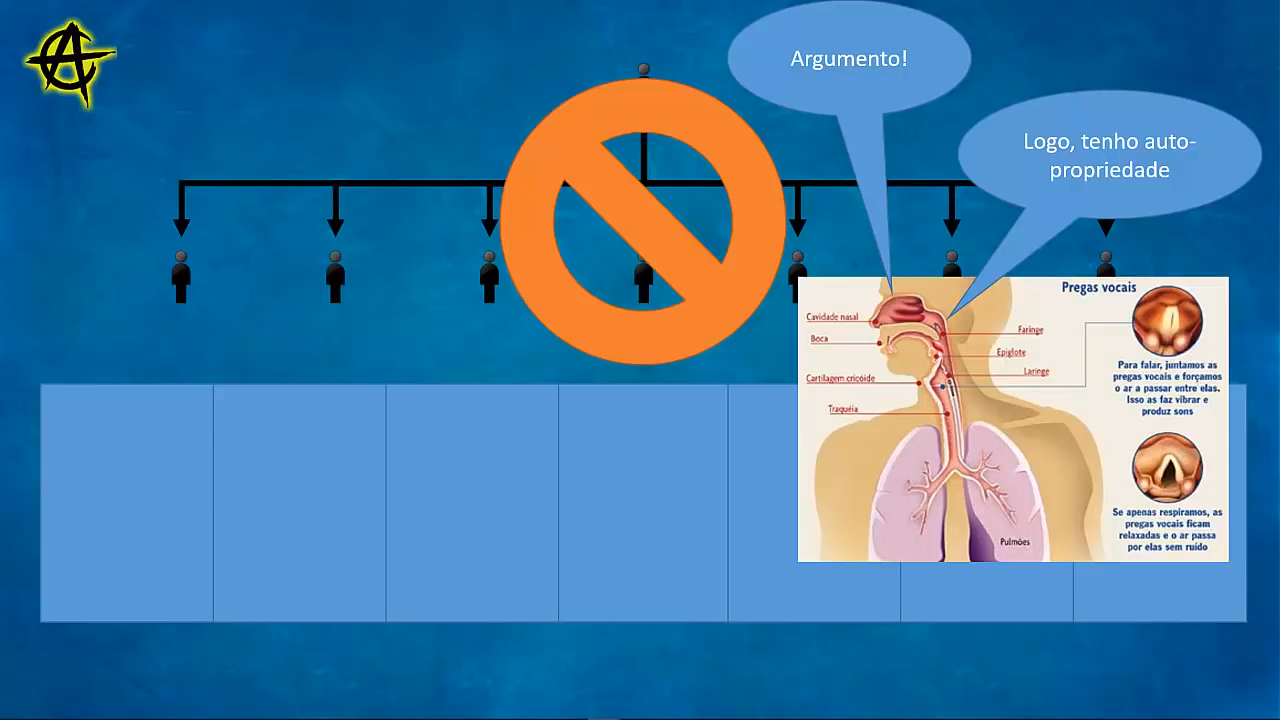 Argumento!
Logo, tenho auto-
propriedade
Pregas vocais
Cavidade nasal
Boca
Cartilagem cricóide
Traquéia
Faringe
Epiglote
Laringe
Pulmões
Para falar, juntamos as
pregas vocais e forçamos
o ar a passar entre elas.
Isso as faz vibrar e
produz sons
Se apenas respiramos, as
pregas vocais ficam
relaxadas e o ar passa
por elas sem ruído